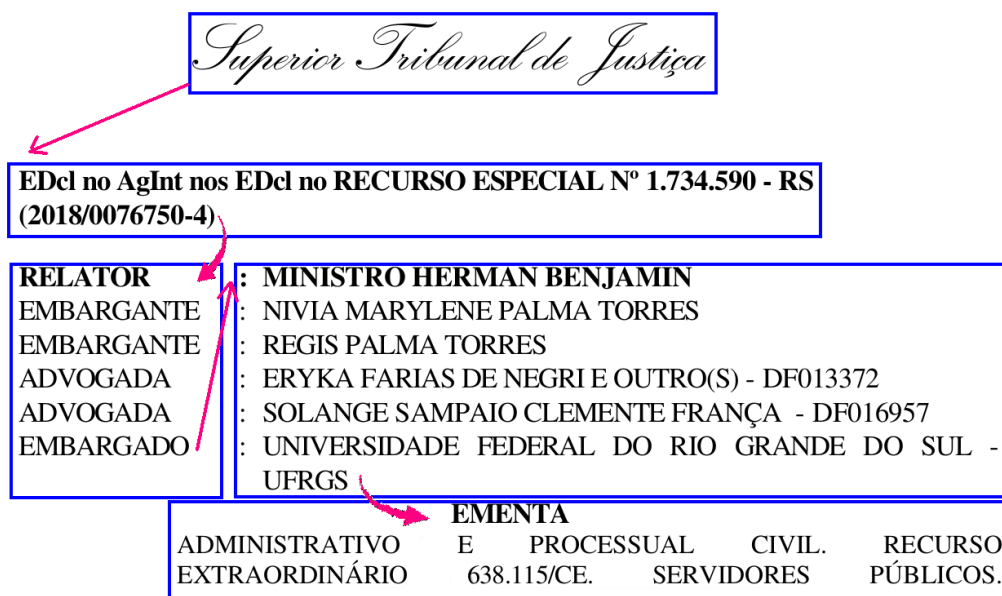 Superior Tribunal de Justiça
EDcl no AgInt nos EDcl no RECURSO ESPECIAL Nº 1.734.590 - RS
(2018/0076750-4)
RELATOR : MINISTRO HERMAN BENJAMIN
EMBARGANTE : NIVIA MARYLENE PALMA TORRES
EMBARGANTE : REGIS PALMA TORRES
ADVOGADA : ERYKA FARIAS DE NEGRI E OUTRO(S) - DF013372
ADVOGADA : SOLANGE SAMPAIO CLEMENTE FRANÇA - DF016957
EMBARGADO : UNIVERSIDADE FEDERAL DO RIO GRANDE DO SUL -
UFRGS
EMENTA
ADMINISTRATIVO E PROCESSUAL CIVIL. RECURSO
EXTRAORDINÁRIO 638.115/CE. SERVIDORES PÚBLICOS.